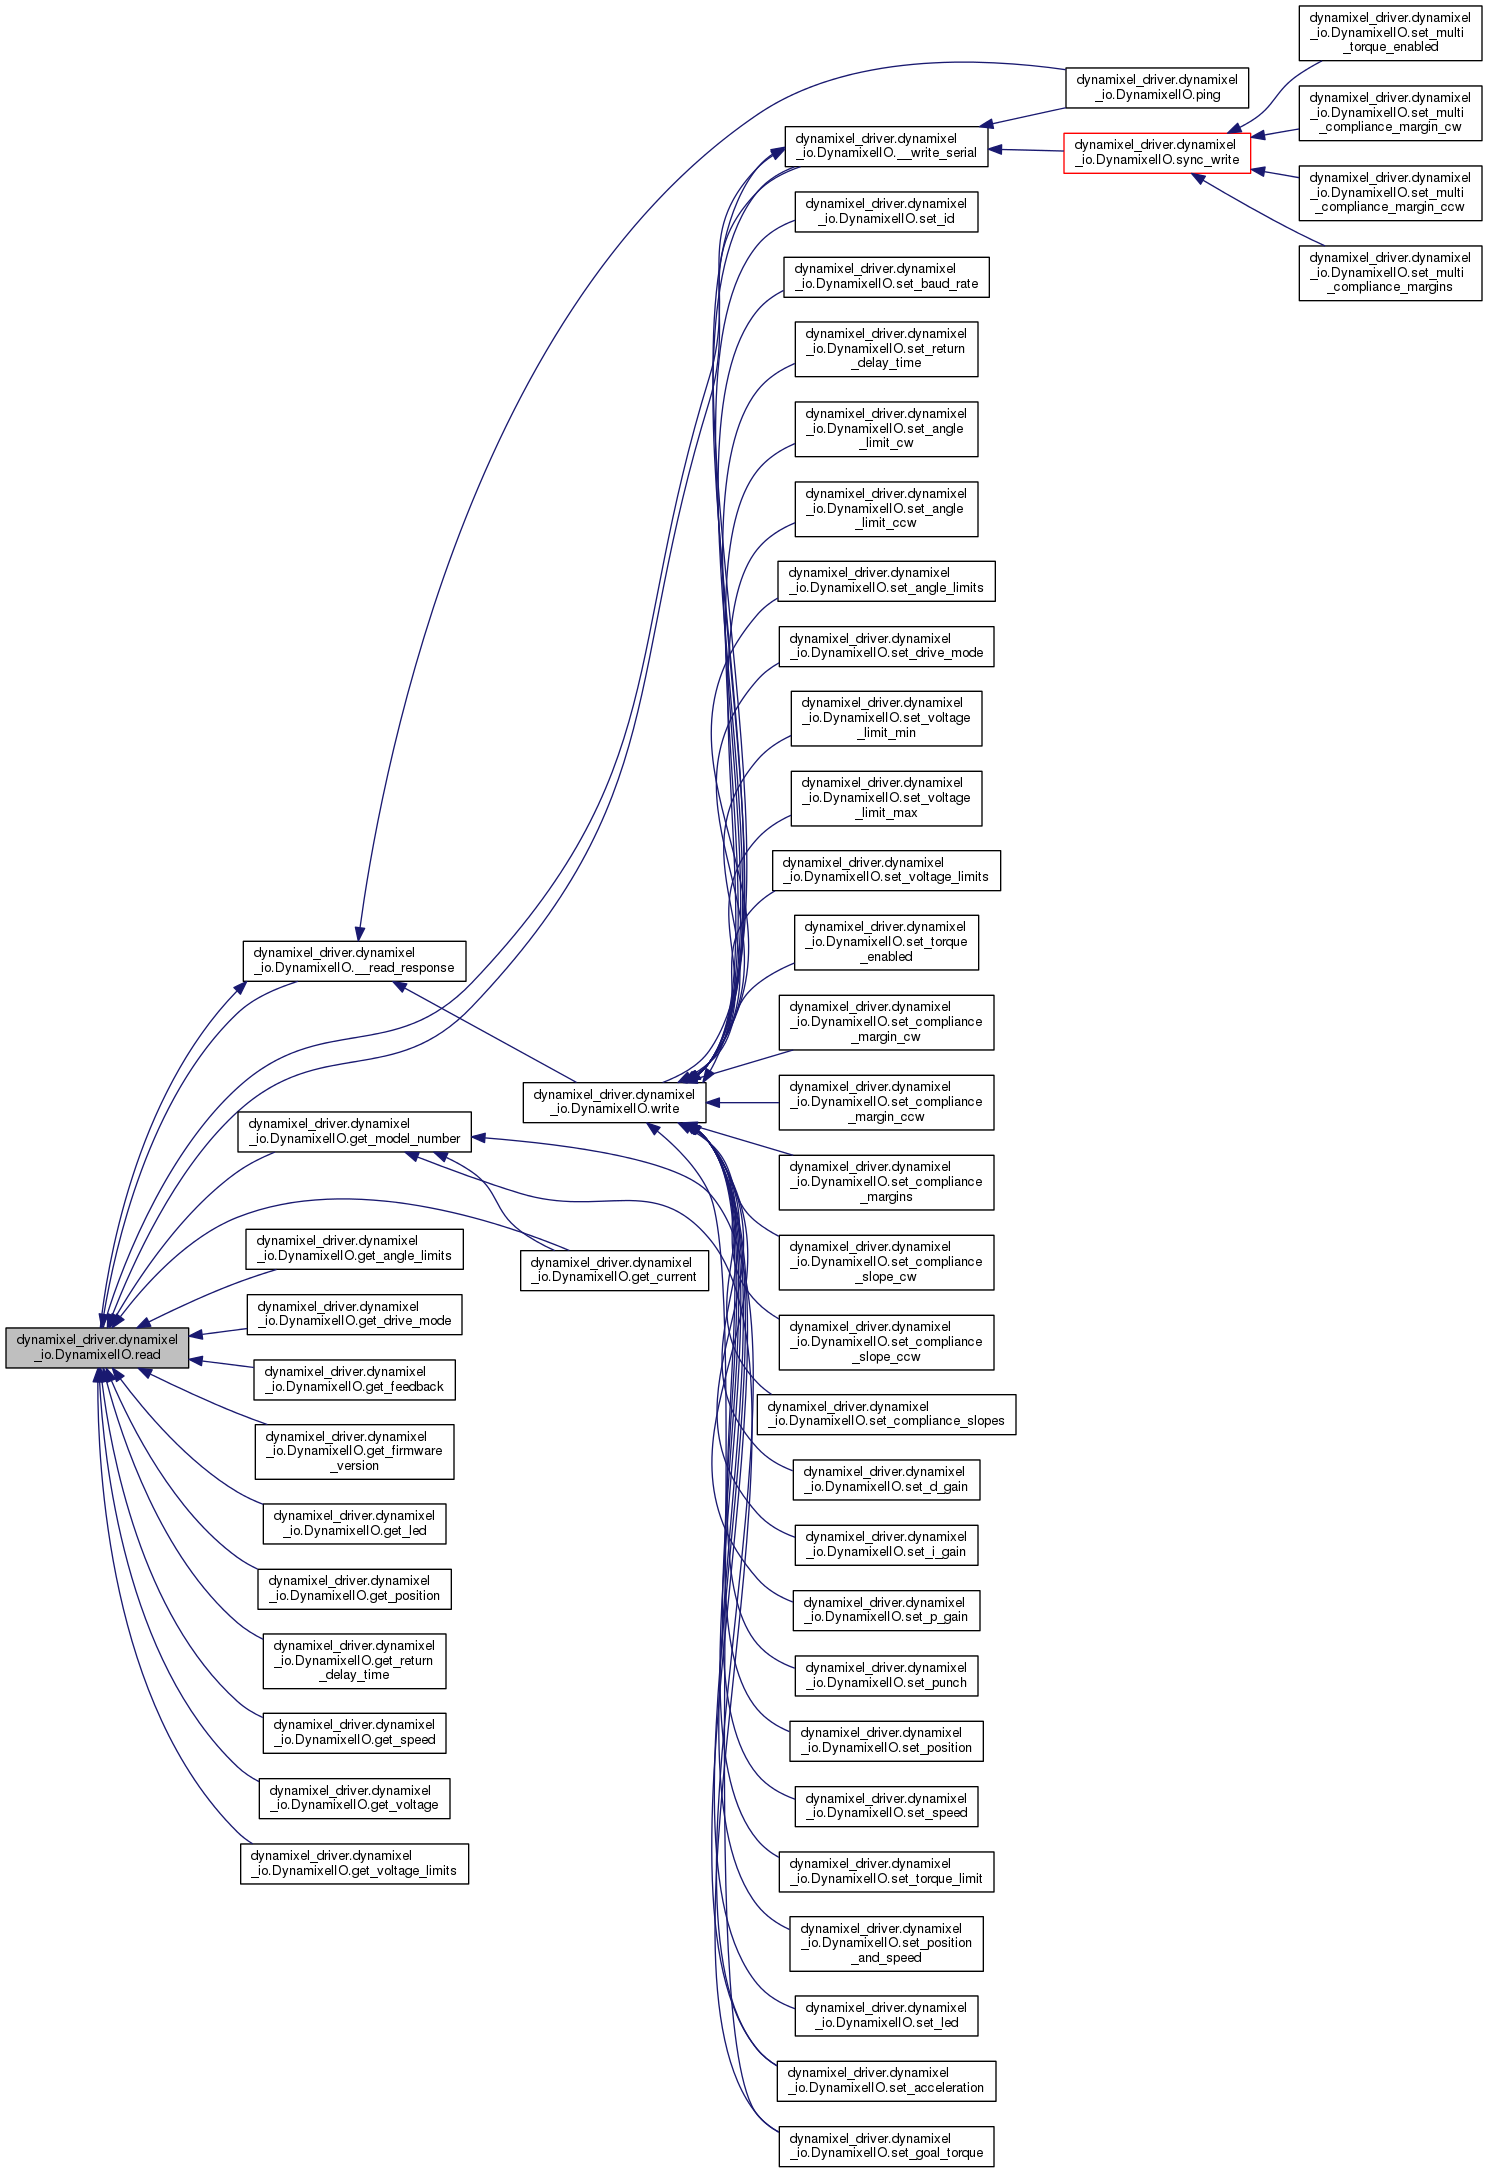 dynamixel_driver.dynamixel
_io.DynamixelIO.set_multi
_torque_enabled
dynamixel_driver.dynamixel
_io.DynamixelIO.ping
dynamixel_driver.dynamixel
_io.DynamixelIO.set_multi
_compliance_margin_cw
dynamixel_driver.dynamixel
_io.DynamixelIO.__write_serial
dynamixel_driver.dynamixel
_io.DynamixelIO.sync_write
dynamixel_driver.dynamixel
_io.DynamixelIO.set_multi
_compliance_margin_ccw
dynamixel_driver.dynamixel
_io.DynamixelIO.set_id
dynamixel_driver.dynamixel
_io.DynamixelIO.set_multi
_compliance_margins
dynamixel_driver.dynamixel
_io.DynamixelIO.set_baud_rate
dynamixel_driver.dynamixel
_io.DynamixelIO.set_return
_delay_time
dynamixel_driver.dynamixel
_io.DynamixelIO.set_angle
_limit_cw
dynamixel_driver.dynamixel
_io.DynamixelIO.set_angle
_limit_ccw
dynamixel_driver.dynamixel
_io.DynamixelIO.set_angle_limits
dynamixel_driver.dynamixel
_io.DynamixelIO.set_drive_mode
dynamixel_driver.dynamixel
_io.DynamixelIO.set_voltage
_limit_min
dynamixel_driver.dynamixel
_io.DynamixelIO.set_voltage
_limit_max
dynamixel_driver.dynamixel
_io.DynamixelIO.set_voltage_limits
dynamixel_driver.dynamixel
_io.DynamixelIO.set_torque
_enabled
dynamixel_driver.dynamixel
_io.DynamixelIO.__read_response
dynamixel_driver.dynamixel
_io.DynamixelIO.set_compliance
_margin_cw
dynamixel_driver.dynamixel
_io.DynamixelIO.write
dynamixel_driver.dynamixel
_io.DynamixelIO.set_compliance
_margin_ccw
dynamixel_driver.dynamixel
_io.DynamixelIO.get_model_number
dynamixel_driver.dynamixel
_io.DynamixelIO.set_compliance
_margins
dynamixel_driver.dynamixel
_io.DynamixelIO.get_angle_limits
dynamixel_driver.dynamixel
_io.DynamixelIO.get_current
dynamixel_driver.dynamixel
_io.DynamixelIO.set_compliance
_slope_cw
dynamixel_driver.dynamixel
_io.DynamixelIO.get_drive_mode
dynamixel_driver.dynamixel
_io.DynamixelIO.read
dynamixel_driver.dynamixel
_io.DynamixelIO.set_compliance
_slope_ccw
dynamixel_driver.dynamixel
_io.DynamixelIO.get_feedback
dynamixel_driver.dynamixel
_io.DynamixelIO.set_compliance_slopes
dynamixel_driver.dynamixel
_io.DynamixelIO.get_firmware
_version
dynamixel_driver.dynamixel
_io.DynamixelIO.set_d_gain
dynamixel_driver.dynamixel
_io.DynamixelIO.get_led
dynamixel_driver.dynamixel
_io.DynamixelIO.set_i_gain
dynamixel_driver.dynamixel
_io.DynamixelIO.get_position
dynamixel_driver.dynamixel
_io.DynamixelIO.set_p_gain
dynamixel_driver.dynamixel
_io.DynamixelIO.get_return
_delay_time
dynamixel_driver.dynamixel
_io.DynamixelIO.set_punch
dynamixel_driver.dynamixel
_io.DynamixelIO.get_speed
dynamixel_driver.dynamixel
_io.DynamixelIO.set_position
dynamixel_driver.dynamixel
_io.DynamixelIO.get_voltage
dynamixel_driver.dynamixel
_io.DynamixelIO.set_speed
dynamixel_driver.dynamixel
_io.DynamixelIO.get_voltage_limits
dynamixel_driver.dynamixel
_io.DynamixelIO.set_torque_limit
dynamixel_driver.dynamixel
_io.DynamixelIO.set_position
_and_speed
dynamixel_driver.dynamixel
_io.DynamixelIO.set_led
dynamixel_driver.dynamixel
_io.DynamixelIO.set_acceleration
dynamixel_driver.dynamixel
_io.DynamixelIO.set_goal_torque